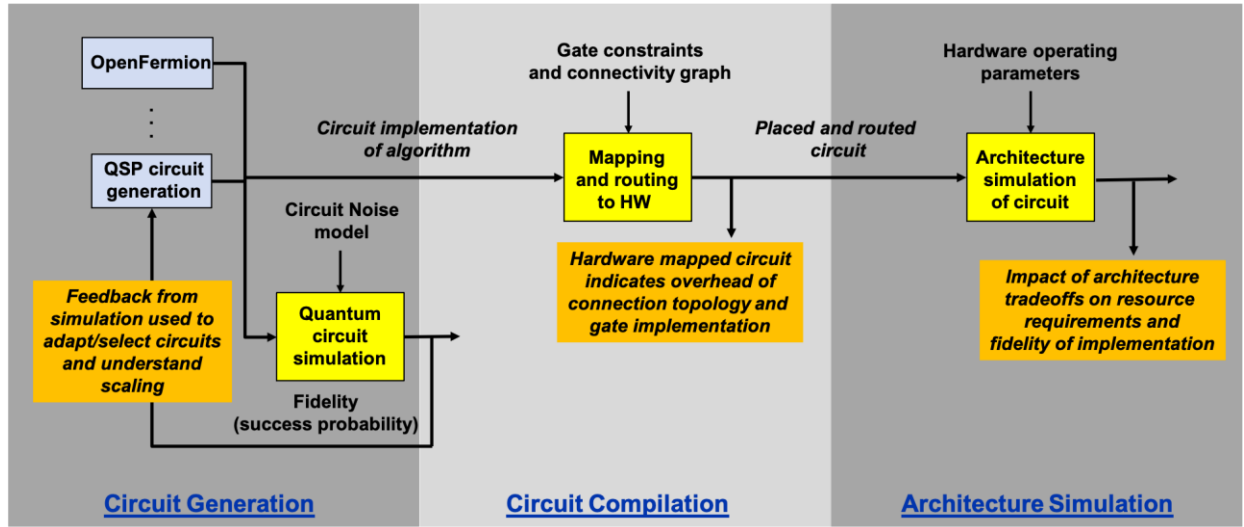 OpenFermion
QSP circuit
generation
Feedback from
simulation used to
adapt/select circuits
and understand
scaling
Circuit Noise
model
Quantum
circuit
simulation
Fidelity
(success probability)
Circuit implementation
of algorithm
Gate constraints
and connectivity graph
Mapping
and routing
to HW
Hardware mapped circuit
indicates overhead of
connection topology and
gate implementation
Placed and routed
circuit
Hardware operating
parameters
Architecture
simulation
of circuit
Impact of architecture
tradeoffs on resource
requirements and
fidelity of implementation
Circuit Generation
Circuit Compilation
Architecture Simulation